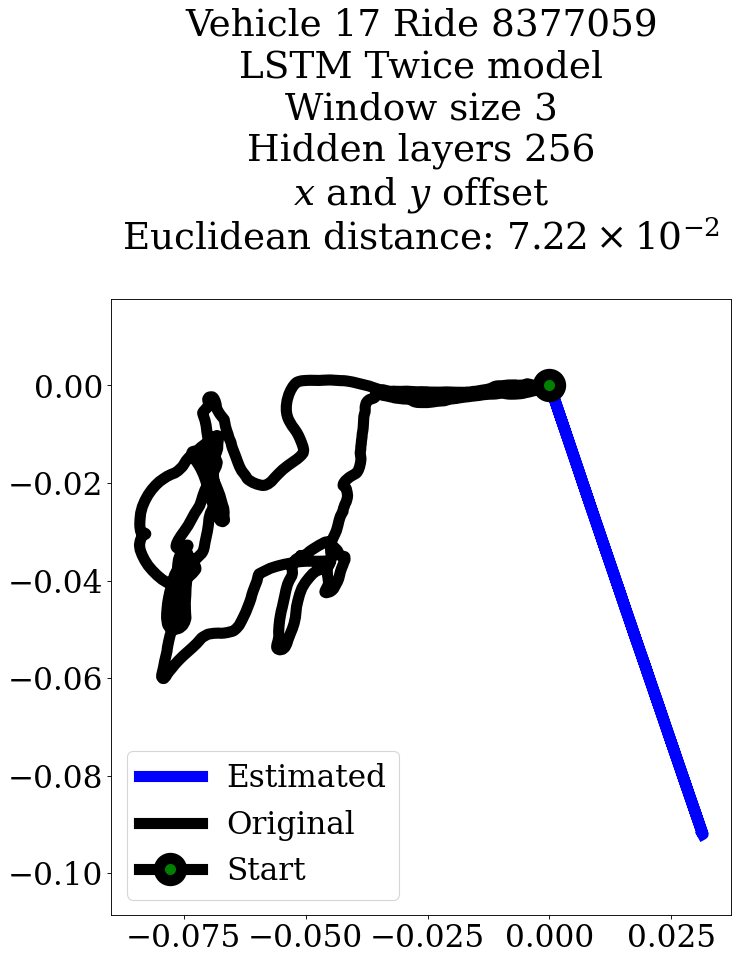 Vehicle 17 Ride 8377059
LSTM Twice model
Window size 3
Hidden layers 256
x and y offset
Euclidean distance: 7.22 × 10⁻²
0.00
−0.02
−0.04
−0.06
−0.08
−0.10
Estimated
Original
Start
−0.075 −0.050 −0.025 0.000 0.025